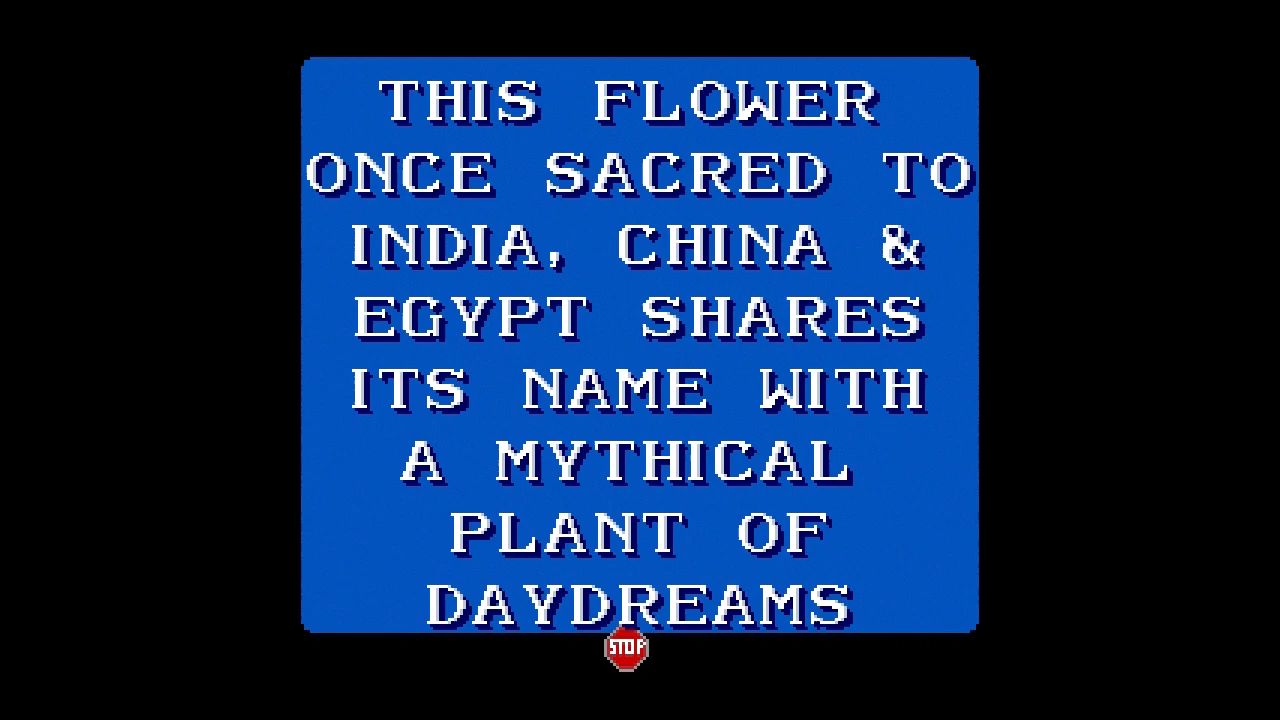 THIS FLOWER
ONCE SACRED TO
INDIA, CHINA &
EGYPT SHARES
ITS NAME WITH
A MYTHICAL
PLANT OF
DAYDREAMS
STOP